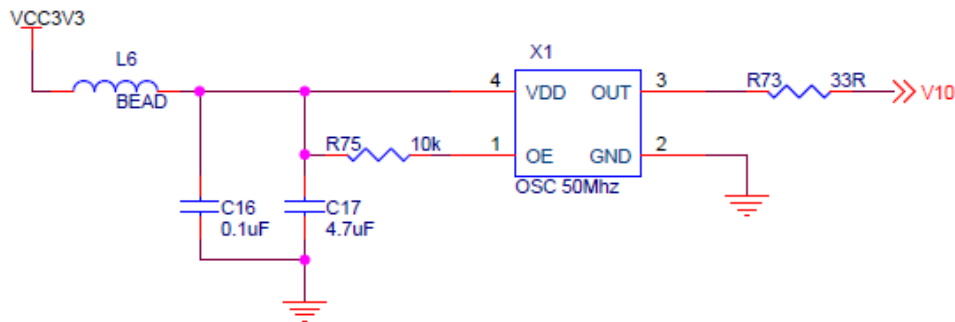 VCC3V3
L6
BEAD
X1
4 VDD OUT 3
R73 33R
V10
R75 10k
1 OE GND 2
OSC 50Mhz
C16
0.1uF
C17
4.7uF